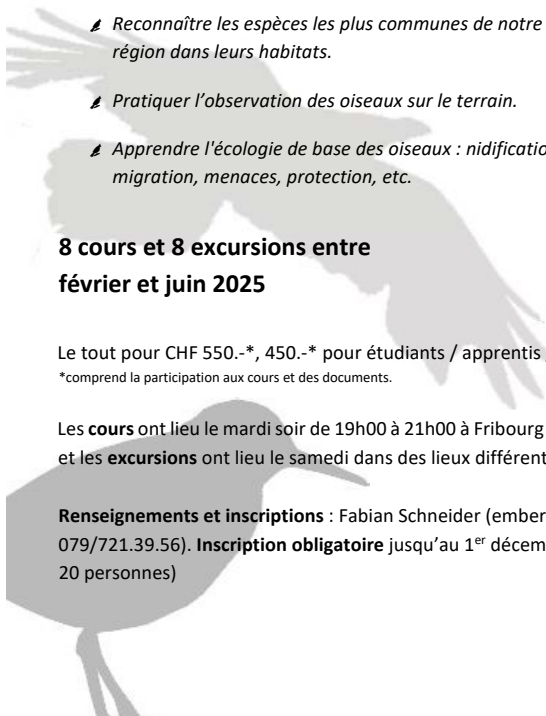 Reconnaître les espèces les plus communes de notre
région dans leurs habitats.
Pratiquer l’observation des oiseaux sur le terrain.
Apprendre l'écologie de base des oiseaux : nidificatio
migration, menaces, protection, etc.
8 cours et 8 excursions entre
février et juin 2025
Le tout pour CHF 550.-*, 450.-* pour étudiants / apprentis
*comprend la participation aux cours et des documents.
Les cours ont lieu le mardi soir de 19h00 à 21h00 à Fribourg
et les excursions ont lieu le samedi dans des lieux différent
Renseignements et inscriptions : Fabian Schneider (ember
079/721.39.56). Inscription obligatoire jusqu’au 1er décem
20 personnes)